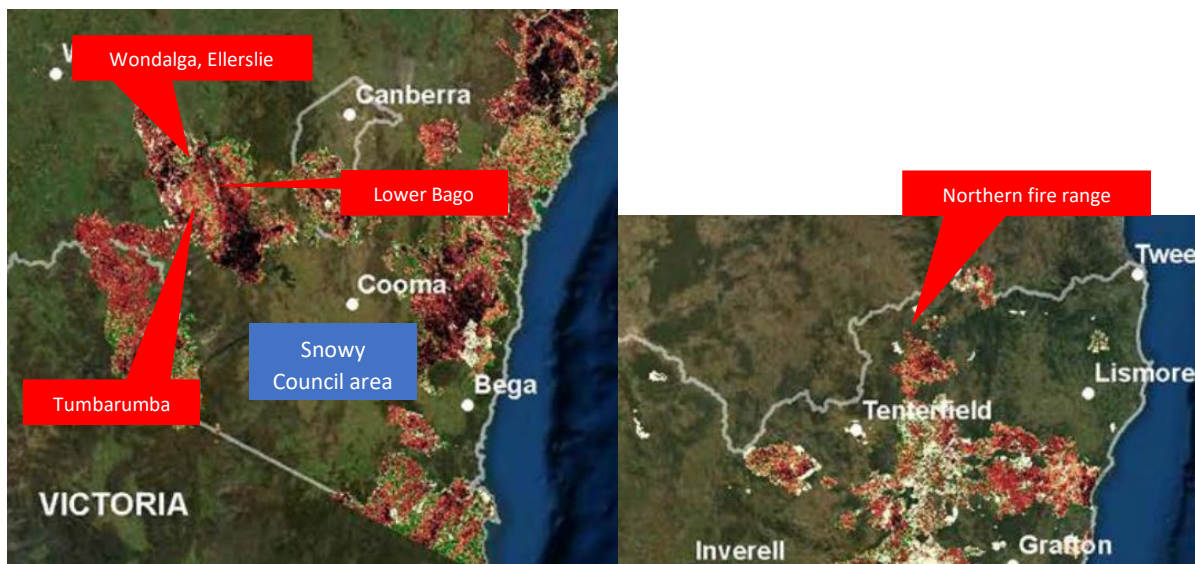 Wondalga, Ellerslie
W
Canberra
Lower Bago
Cooma
Snowy
Council area
Bega
Tumbarumba
VICTORIA
Northern fire range
Twee
Lismore
Tenterfield
Inverell
Grafton